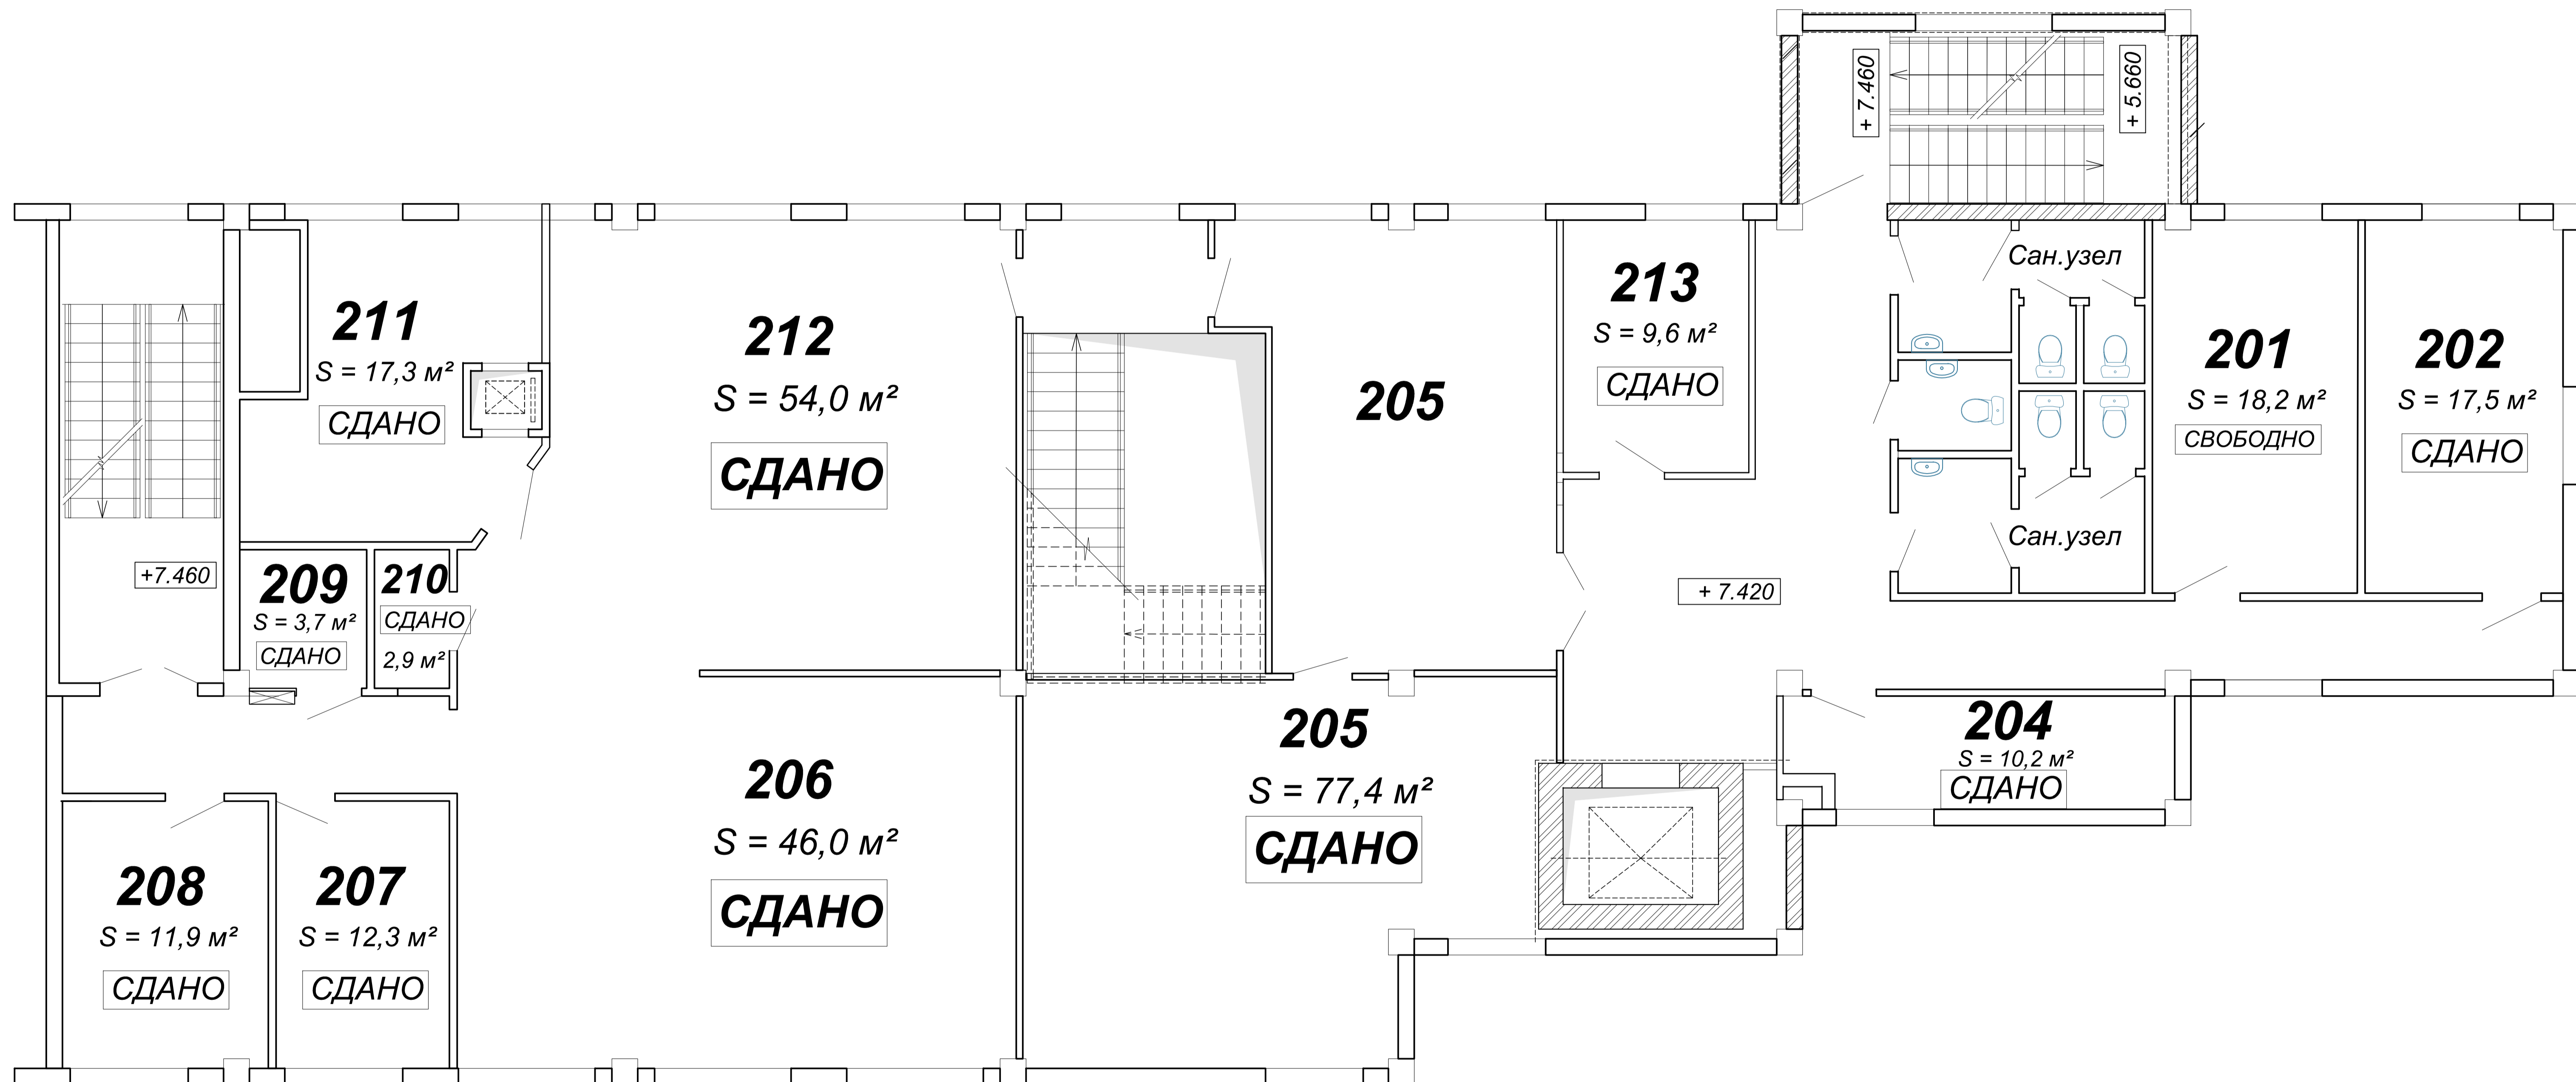 + 7.460
+ 5.660
211
S = 17,3 м²
СДАНО
212
S = 54,0 м²
СДАНО
205
213
S = 9,6 м²
СДАНО
Сан.узел
201
S = 18,2 м²
СВОБОДНО
202
S = 17,5 м²
СДАНО
Сан.узел
+7.460
209
S = 3,7 м²
СДАНО
210
СДАНО
2,9 м²
+ 7.420
206
S = 46,0 м²
СДАНО
205
S = 77,4 м²
СДАНО
204
S = 10,2 м²
СДАНО
208
S = 11,9 м²
СДАНО
207
S = 12,3 м²
СДАНО